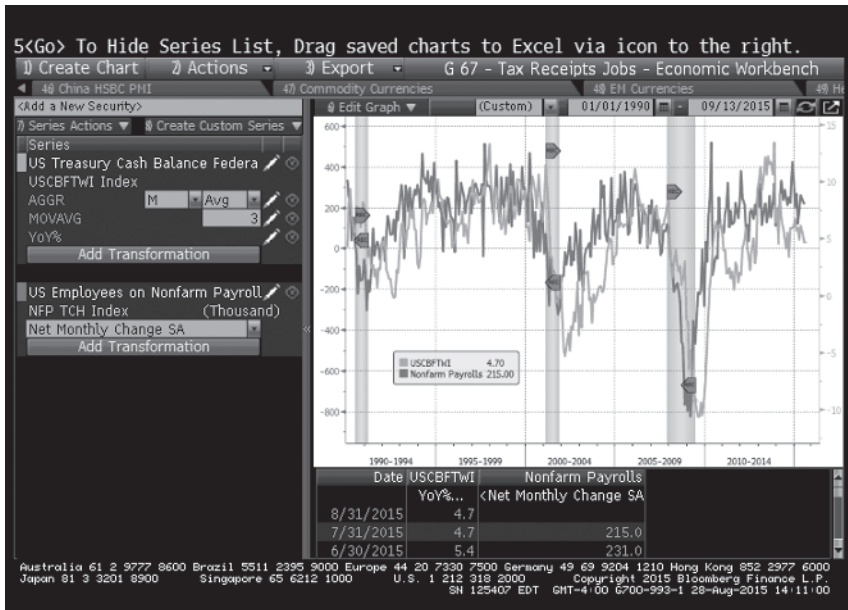 5<Go> To Hide Series List, Drag saved charts to Excel via icon to the right.
1) Create Chart 2) Actions 3) Export G 67 - Tax Receipts Jobs - Economic Workbench
46) China HSBC PMI 47) Commodity Currencies 48) EM Currencies 49) He
<Add a New Security> 6) Edit Graph (Custom) 01/01/1990 - 09/13/2015
7) Series Actions 8) Create Custom Series
Series
US Treasury Cash Balance Federa
USCBFTWI Index
AGGR M Avg
MOVAVG 3
YoY%
Add Transformation
US Employees on Nonfarm Payroll
NFP TCH Index (Thousand)
Net Monthly Change SA
Add Transformation
600
400
200
0
-200
-400
-600
-800
15
10
5
0
-5
-10
USCBFTWI 4.70
Nonfarm Payrolls 215.00
1990-1994 1995-1999 2000-2004 2005-2009 2010-2014
Date USCBFTWI Nonfarm Payrolls
YoY%... <Net Monthly Change SA
8/31/2015 4.7
7/31/2015 4.7 215.0
6/30/2015 5.4 231.0
Australia 61 2 9777 8600 Brazil 5511 2395 9000 Europe 44 20 7330 7500 Germany 49 69 9204 1210 Hong Kong 852 2977 6000
Japan 81 3 3201 8900 Singapore 65 6212 1000 U.S. 1 212 318 2000 Copyright 2015 Bloomberg Finance L.P.
SN 125407 EDT GMT-4:00 G700-993-1 28-Aug-2015 14:11:00